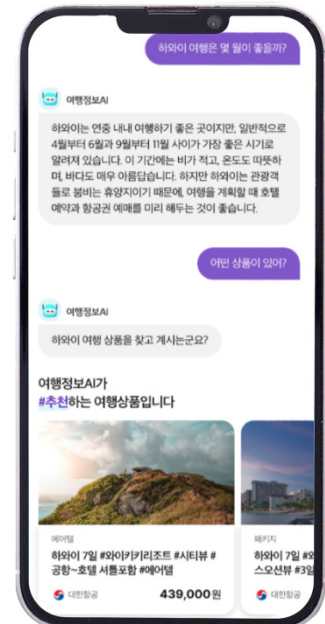 하와이 여행은 몇 월이 좋을까?
여행정보AI
하와이는 연중 내내 여행하기 좋은 곳이지만, 일반적으로
4월부터 6월과 9월부터 11월 사이가 가장 좋은 시기로
알려져 있습니다. 이 기간에는 비가 적고, 온도도 따뜻하
며, 바다도 매우 아름답습니다. 하지만 하와이는 관광객
들로 붐비는 휴양지이기 때문에, 여행을 계획할 때 호텔
예약과 항공권 예매를 미리 해두는 것이 좋습니다.
어떤 상품이 있어?
여행정보AI
하와이 여행 상품을 찾고 계시는군요?
여행정보AI가
#추천하는 여행상품입니다
에어텔
하와이 7일 #와이키키리조트 #시티뷰 #
공항~호텔 셔틀포함 #에어텔
대한항공
439,000원
패키지
하와이 7일
스오션뷰 #3일
대한항공